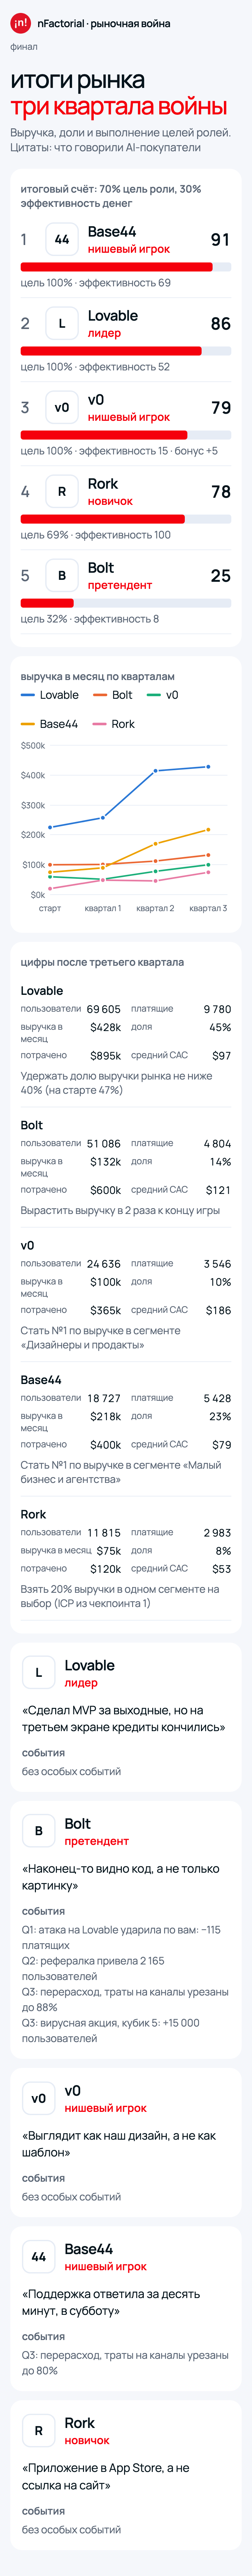 ¡n!
nFactorial · рыночная война
финал
итоги рынка
три квартала войны
Выручка, доли и выполнение целей ролей.
Цитаты: что говорили AI-покупатели
итоговый счёт: 70% цель роли, 30%
эффективность денег
1 44 Base44 91
нишевый игрок
цель 100% · эффективность 69
2 L Lovable 86
лидер
цель 100% · эффективность 52
3 v0 v0 79
нишевый игрок
цель 100% · эффективность 15 · бонус +5
4 R Rork 78
новичок
цель 69% · эффективность 100
5 B Bolt 25
претендент
цель 32% · эффективность 8
выручка в месяц по кварталам
Lovable Bolt v0
Base44 Rork
$500k
$400k
$300k
$200k
$100k
$0k
старт квартал 1 квартал 2 квартал 3
цифры после третьего квартала
Lovable
пользователи 69 605 платящие 9 780
выручка в месяц $428k доля 45%
потрачено $895k средний CAC $97
Удержать долю выручки рынка не ниже
40% (на старте 47%)
Bolt
пользователи 51 086 платящие 4 804
выручка в месяц $132k доля 14%
потрачено $600k средний CAC $121
Вырастить выручку в 2 раза к концу игры
v0
пользователи 24 636 платящие 3 546
выручка в месяц $100k доля 10%
потрачено $365k средний CAC $186
Стать №1 по выручке в сегменте
«Дизайнеры и продакты»
Base44
пользователи 18 727 платящие 5 428
выручка в месяц $218k доля 23%
потрачено $400k средний CAC $79
Стать №1 по выручке в сегменте «Малый
бизнес и агентства»
Rork
пользователи 11 815 платящие 2 983
выручка в месяц $75k доля 8%
потрачено $120k средний CAC $53
Взять 20% выручки в одном сегменте на
выбор (ICP из чекпоинта 1)
L Lovable
лидер
«Сделал MVP за выходные, но на
третьем экране кредиты кончились»
события
без особых событий
B Bolt
претендент
«Наконец-то видно код, а не только
картинку»
события
Q1: атака на Lovable ударила по вам: −115
платящих
Q2: рефералка привела 2 165
пользователей
Q3: перерасход, траты на каналы урезаны
до 88%
Q3: вирусная акция, кубик 5: +15 000
пользователей
v0 v0
нишевый игрок
«Выглядит как наш дизайн, а не как
шаблон»
события
без особых событий
44 Base44
нишевый игрок
«Поддержка ответила за десять
минут, в субботу»
события
Q3: перерасход, траты на каналы урезаны
до 80%
R Rork
новичок
«Приложение в App Store, а не
ссылка на сайт»
события
без особых событий